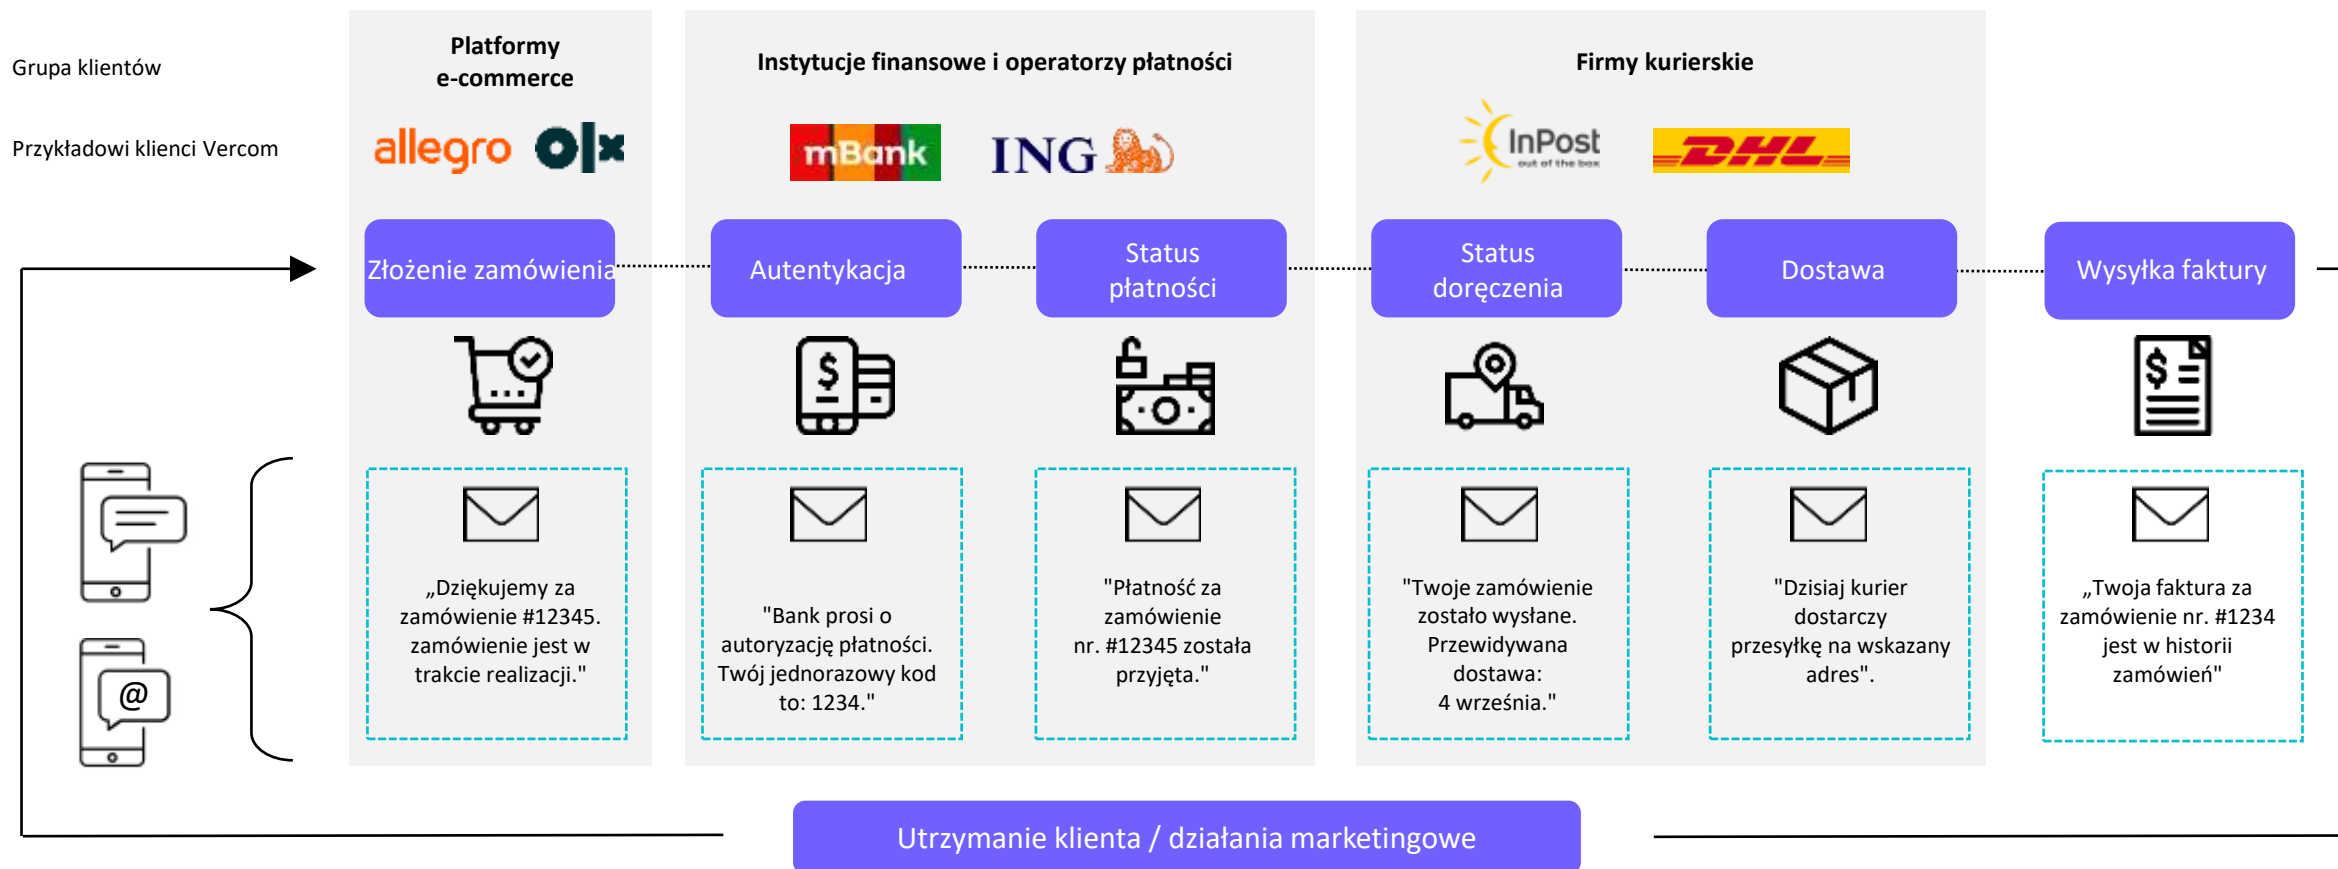 Grupa klientów
Platformy
e-commerce
Instytucje finansowe i operatorzy płatności
Firmy kurierskie
Przykładowi klienci Vercom
allegro
olx
mBank
ING
InPost
out of the box
DHL
Złożenie zamówienia
Autentykacja
Status
płatności
Status
doręczenia
Dostawa
Wysyłka faktury
$
$
@
„Dziękujemy za
zamówienie #12345.
zamówienie jest w
trakcie realizacji."
"Bank prosi o
autoryzację płatności.
Twój jednorazowy kod
to: 1234."
"Płatność za
zamówienie
nr. #12345 została
przyjęta."
"Twoje zamówienie
zostało wysłane.
Przewidywana
dostawa:
4 września."
"Dzisiaj kurier
dostarczy
przesyłkę na wskazany
adres".
„Twoja faktura za
zamówienie nr. #1234
jest w historii
zamówień"
Utrzymanie klienta / działania marketingowe